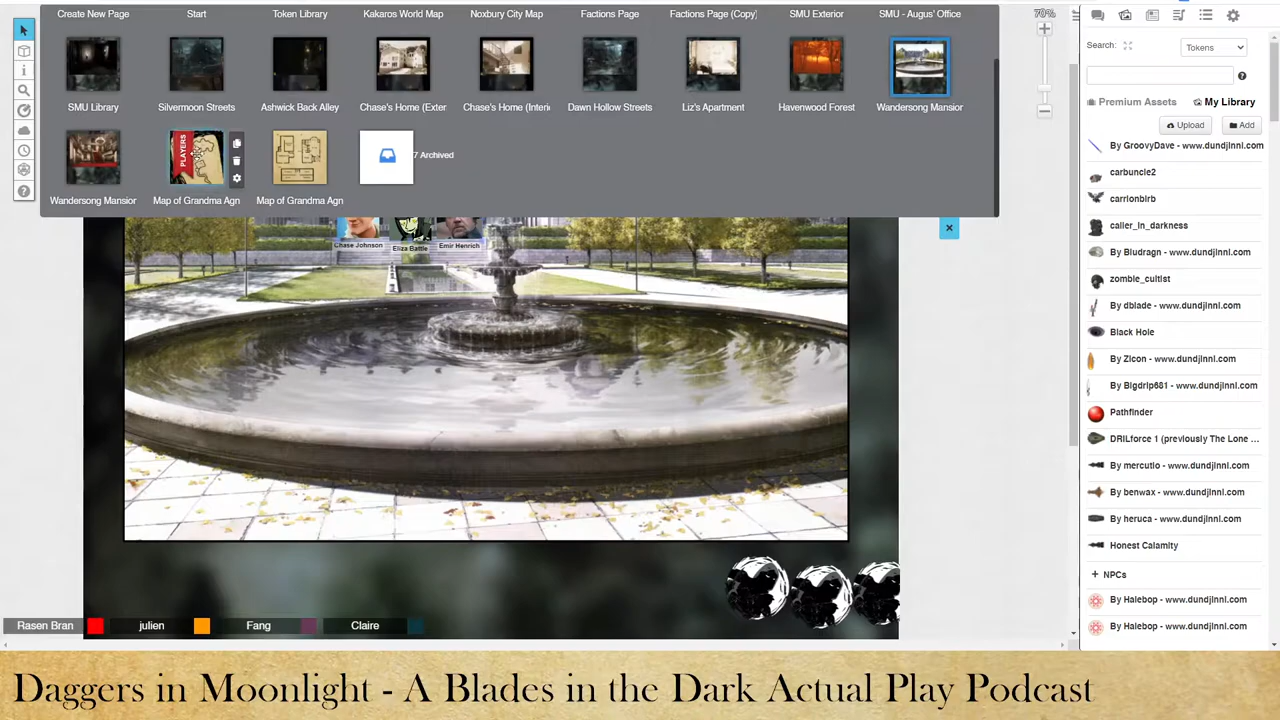 Create New Page
Start
Token Library
Kakaros World Map
Noxbury City Map
Factions Page
Factions Page (Copy)
SMU Exterior
SMU - Augus' Office
SMU Library
Silvermoon Streets
Ashwick Back Alley
Chase's Home (Exter
Chase's Home (Interi
Dawn Hollow Streets
Liz's Apartment
Havenwood Forest
Wandersong Mansior
PLAYERS
Wandersong Mansior
Map of Grandma Agn
Map of Grandma Agn
7 Archived
70%
Search:
Tokens
Premium Assets
My Library
Upload
Add
By GroovyDave - www.dundjinni.com
carbuncle2
carrionbirb
caller_in_darkness
By Bludragn - www.dundjinni.com
zombie_cultist
By dblade - www.dundjinni.com
Black Hole
By Zicon - www.dundjinni.com
By Bigdrip681 - www.dundjinni.com
Pathfinder
DRILforce 1 (previously The Lone ...
By mercutio - www.dundjinni.com
By benwax - www.dundjinni.com
By heruca - www.dundjinni.com
Honest Calamity
+ NPCs
By Halebop - www.dundjinni.com
By Halebop - www.dundjinni.com
Chase Johnson
Eliza Battle
Emir Henrich
Rasen Bran
julien
Fang
Claire
Daggers in Moonlight - A Blades in the Dark Actual Play Podcast